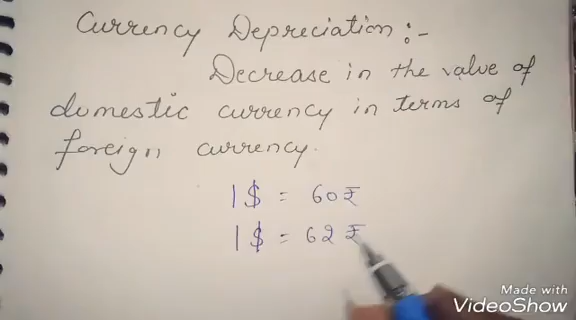 Currency Depreciation:-
Decrease in the value of
domestic currency in terms of
foreign currency.
1$ = 60₹
1$ = 62₹
Made with
VideoShow